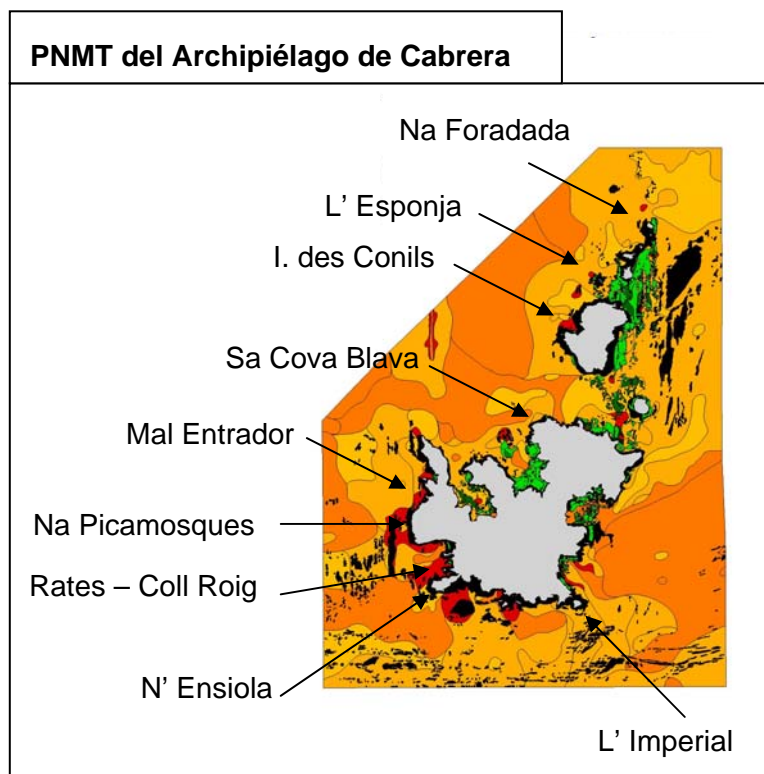 PNMT del Archipiélago de Cabrera
Na Foradada
L' Esponja
I. des Conils
Sa Cova Blava
Mal Entrador
Na Picamosques
Rates – Coll Roig
N' Ensiola
L' Imperial